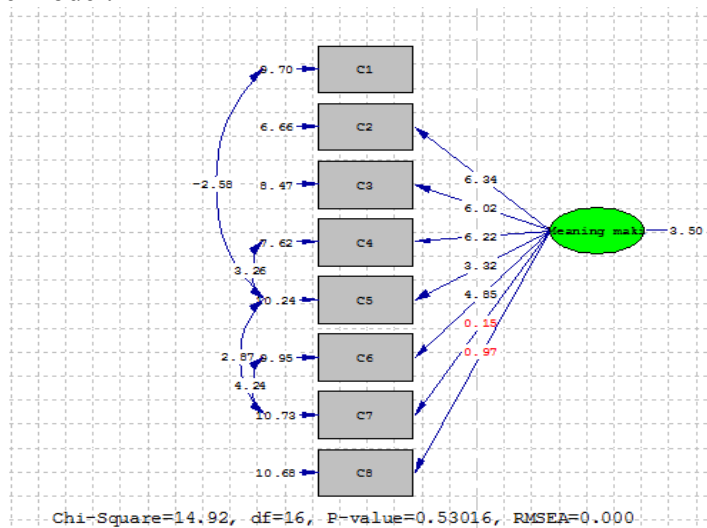 9.70 C1
6.66 C2
6.34
8.47 C3
-2.58
6.02
7.62 C4
6.22
Meaning maki 3.50
3.26
3.32
0.24 C5
4.85
0.15
2.87 9.95 C6
0.97
4.24
10.73 C7
10.68 C8
Chi-Square=14.92, df=16, P-value=0.53016, RMSEA=0.000